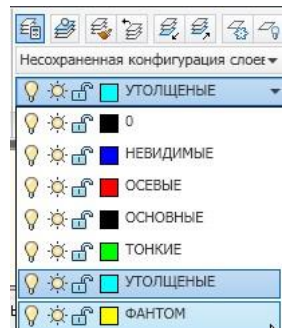 Несохраненная конфигурация слоев
УТОЛЩЕНЫЕ
0
НЕВИДИМЫЕ
ОСЕВЫЕ
ОСНОВНЫЕ
ТОНКИЕ
УТОЛЩЕНЫЕ
ФАНТОМ